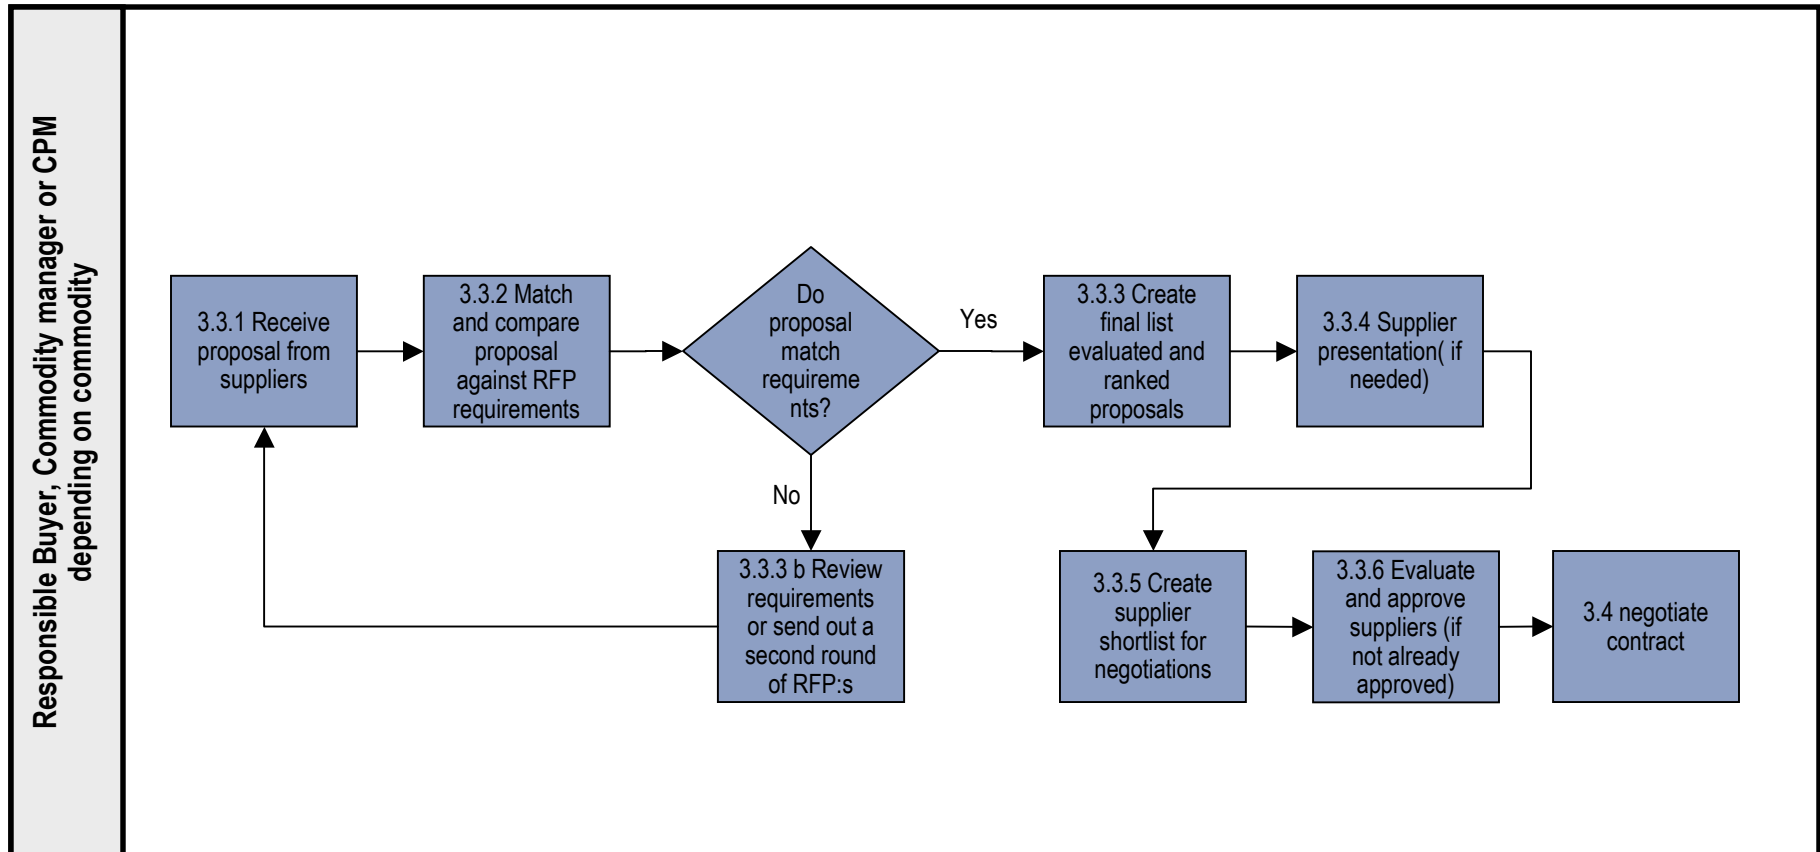 Responsible Buyer, Commodity manager or CPM
depending on commodity
3.3.1 Receive
proposal from
suppliers
3.3.2 Match
and compare
proposal
against RFP
requirements
Do
proposal
match
requireme
nts?
Yes
No
3.3.3 Create
final list
evaluated and
ranked
proposals
3.3.4 Supplier
presentation( if
needed)
3.3.3 b Review
requirements
or send out a
second round
of RFP:s
3.3.5 Create
supplier
shortlist for
negotiations
3.3.6 Evaluate
and approve
suppliers (if
not already
approved)
3.4 negotiate
contract